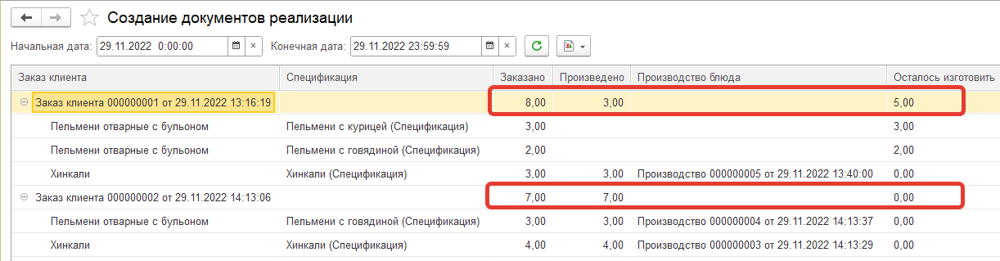 Создание документов реализации
Начальная дата: 29.11.2022 0:00:00 Конечная дата: 29.11.2022 23:59:59
Заказ клиента Спецификация Заказано Произведено Производство блюда Осталось изготовить
Заказ клиента 000000001 от 29.11.2022 13:16:19 8,00 3,00 5,00
Пельмени отварные с бульоном Пельмени с курицей (Спецификация) 3,00 3,00
Пельмени отварные с бульоном Пельмени с говядиной (Спецификация) 2,00 2,00
Хинкали Хинкали (Спецификация) 3,00 3,00 Производство 000000005 от 29.11.2022 13:40:00 0,00
Заказ клиента 000000002 от 29.11.2022 14:13:06 7,00 7,00 0,00
Пельмени отварные с бульоном Пельмени с говядиной (Спецификация) 3,00 3,00 Производство 000000004 от 29.11.2022 14:13:37 0,00
Хинкали Хинкали (Спецификация) 4,00 4,00 Производство 000000003 от 29.11.2022 14:13:29 0,00